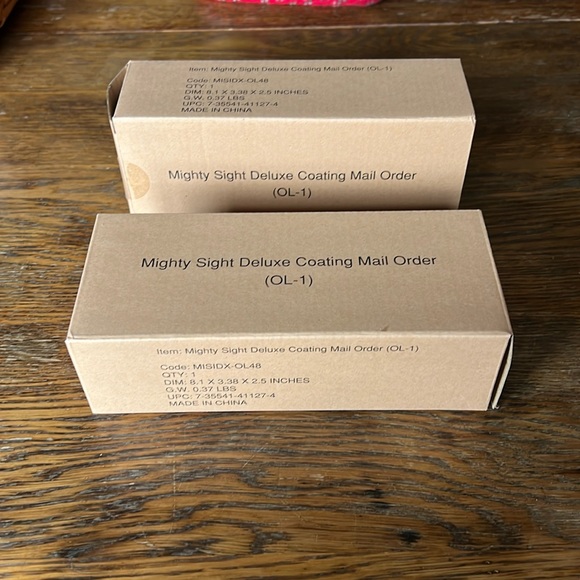 Item: Mighty Sight Deluxe Coating Mail Order (OL-1)
Code: MISIDX-OL48
QTY: 1
DIM: 8.1 X 3.38 X 2.5 INCHES
G.W. 0.37 LBS
UPC: 7-35541-41127-4
MADE IN CHINA
Mighty Sight Deluxe Coating Mail Order
(OL-1)
Mighty Sight Deluxe Coating Mail Order
(OL-1)
Item: Mighty Sight Deluxe Coating Mail Order (OL-1)
Code: MISIDX-OL48
QTY: 1
DIM: 8.1 X 3.38 X 2.5 INCHES
G.W. 0.37 LBS
UPC: 7-35541-41127-4
MADE IN CHINA